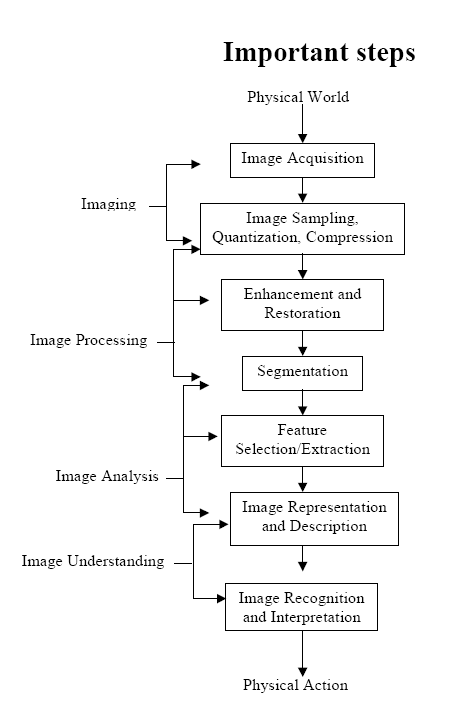 Important steps
Physical World
Image Acquisition
Imaging
Image Sampling,
Quantization, Compression
Enhancement and
Restoration
Image Processing
Segmentation
Feature
Selection/Extraction
Image Analysis
Image Representation
and Description
Image Understanding
Image Recognition
and Interpretation
Physical Action